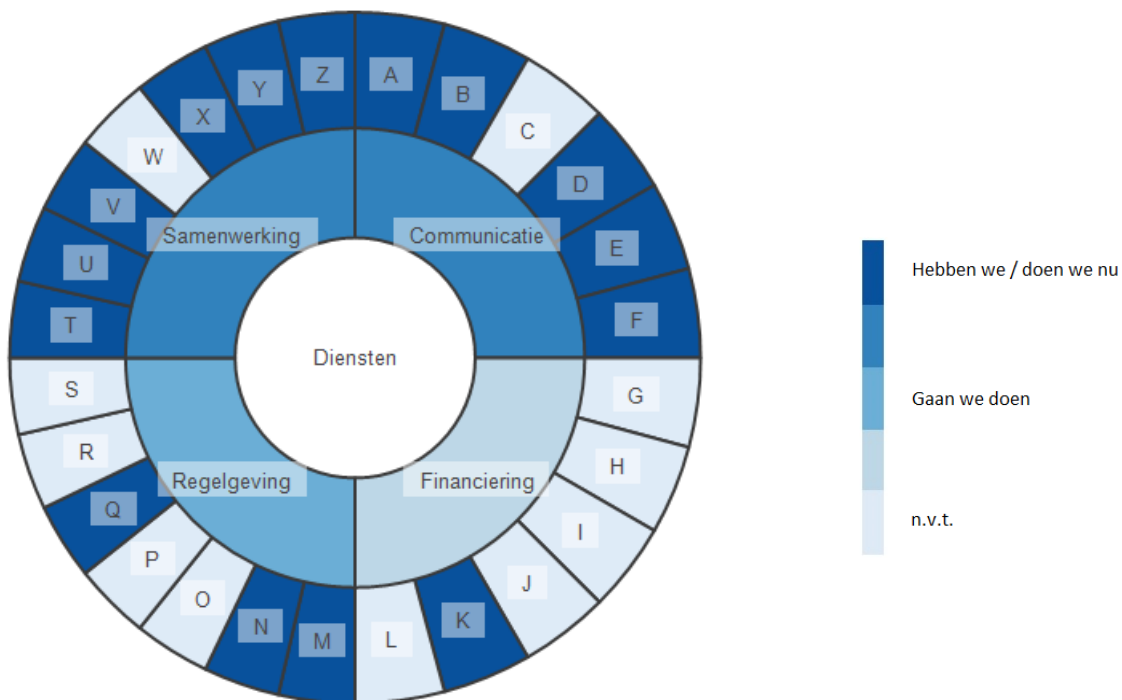 Z
A
Y
B
X
C
W
D
V
Samenwerking
Communicatie
E
U
Hebben we / doen we nu
T
F
Diensten
S
G
Gaan we doen
R
H
Regelgeving
Financiering
Q
n.v.t.
I
P
J
O
K
N
M
L